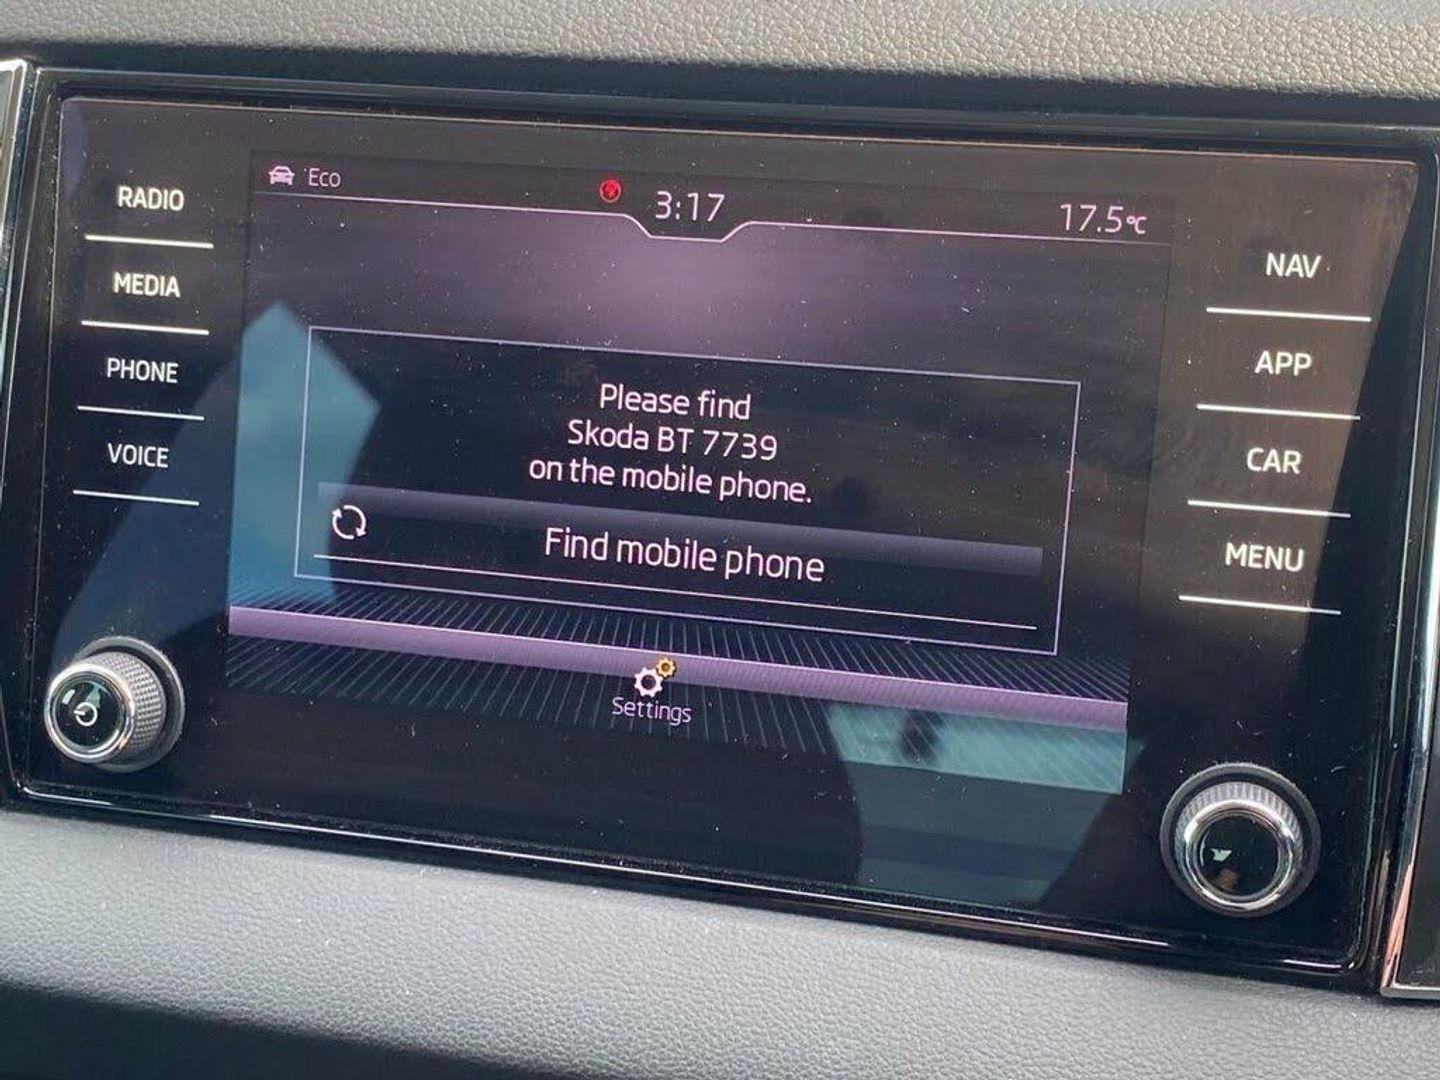 RADIO
MEDIA
PHONE
VOICE
Eco
3:17
17.5°C
Please find
Skoda BT 7739
on the mobile phone.
Find mobile phone
Settings
NAV
APP
CAR
MENU